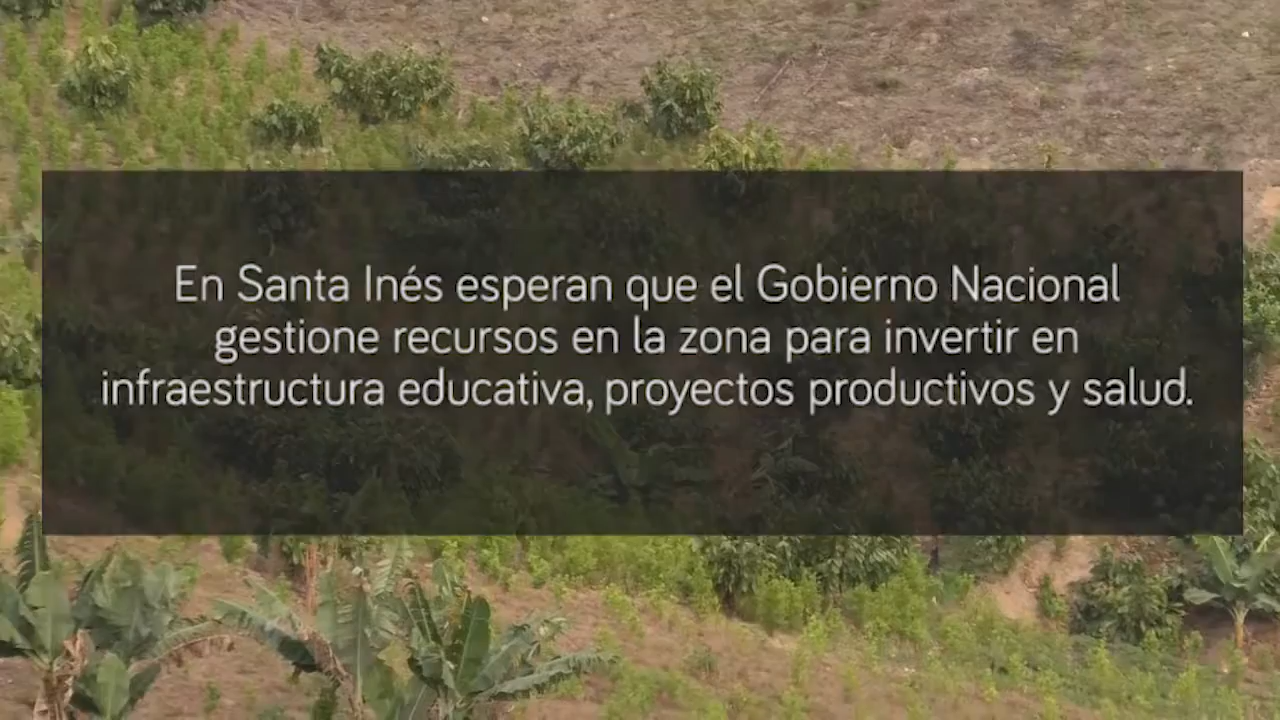 En Santa Inés esperan que el Gobierno Nacional
gestione recursos en la zona para invertir en
infraestructura educativa, proyectos productivos y salud.